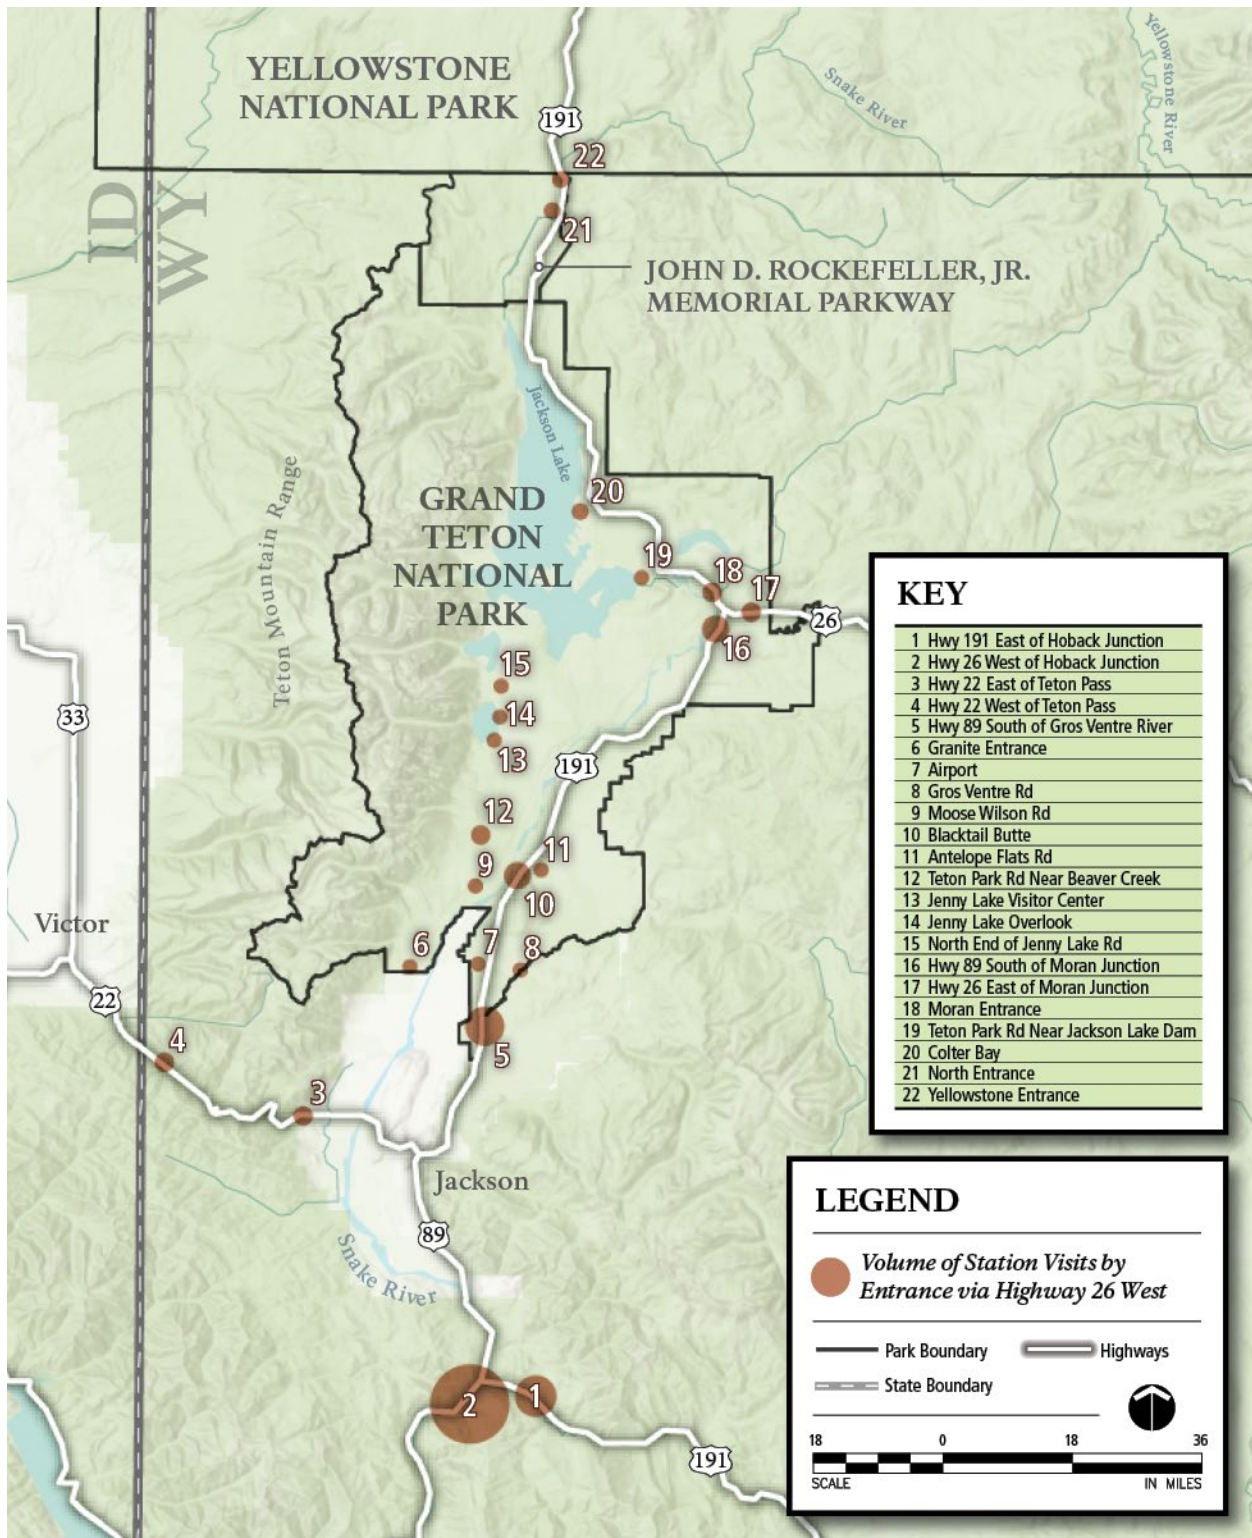 YELLOWSTONE
NATIONAL PARK
191
Snake River
Yellowstone River
22
21
ID
WY
JOHN D. ROCKEFELLER, JR.
MEMORIAL PARKWAY
Jackson Lake
Teton Mountain Range
GRAND
TETON
NATIONAL
PARK
20
19
18
17
26
16
15
14
13
191
33
12
11
9
10
Victor
6
7
8
22
5
4
3
Jackson
89
Snake River
2
1
191
KEY
1 Hwy 191 East of Hoback Junction
2 Hwy 26 West of Hoback Junction
3 Hwy 22 East of Teton Pass
4 Hwy 22 West of Teton Pass
5 Hwy 89 South of Gros Ventre River
6 Granite Entrance
7 Airport
8 Gros Ventre Rd
9 Moose Wilson Rd
10 Blacktail Butte
11 Antelope Flats Rd
12 Teton Park Rd Near Beaver Creek
13 Jenny Lake Visitor Center
14 Jenny Lake Overlook
15 North End of Jenny Lake Rd
16 Hwy 89 South of Moran Junction
17 Hwy 26 East of Moran Junction
18 Moran Entrance
19 Teton Park Rd Near Jackson Lake Dam
20 Colter Bay
21 North Entrance
22 Yellowstone Entrance
LEGEND
Volume of Station Visits by
Entrance via Highway 26 West
Park Boundary
Highways
State Boundary
18 0 18 36
SCALE IN MILES